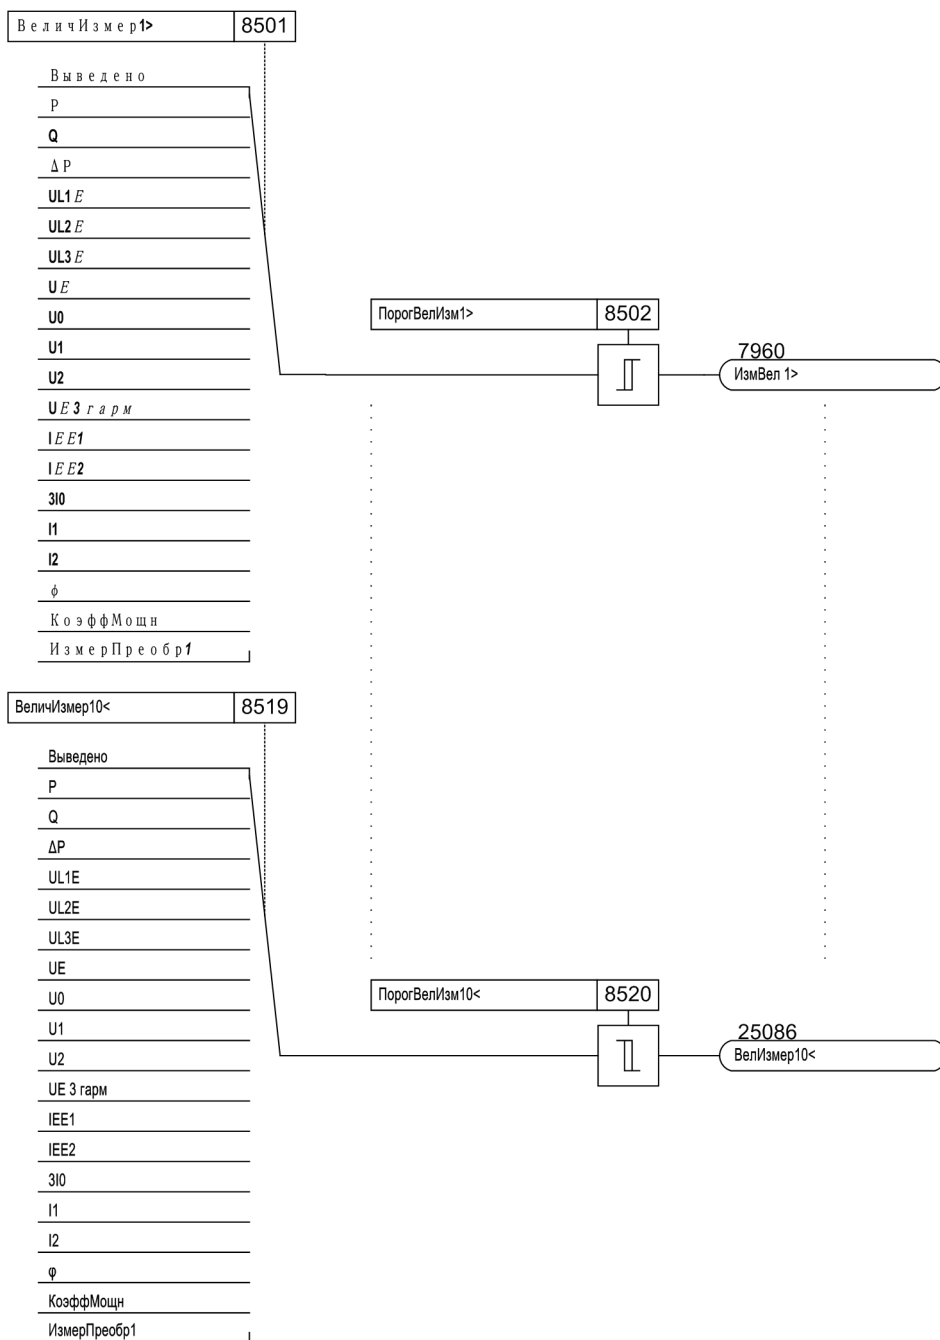 ВеличИзмер1> 8501
Выведено
P
Q
ΔP
UL1E
UL2E
UL3E
UE
U0
U1
U2
UE 3 гарм
IEE1
IEE2
3I0
I1
I2
ϕ
КоэффМощн
ИзмерПреобр1
ПорогВелИзм1> 8502
7960
ИзмВел 1>
ВеличИзмер10< 8519
Выведено
P
Q
ΔP
UL1E
UL2E
UL3E
UE
U0
U1
U2
UE 3 гарм
IEE1
IEE2
3I0
I1
I2
φ
КоэффМощн
ИзмерПреобр1
ПорогВелИзм10< 8520
25086
ВелИзмер10<